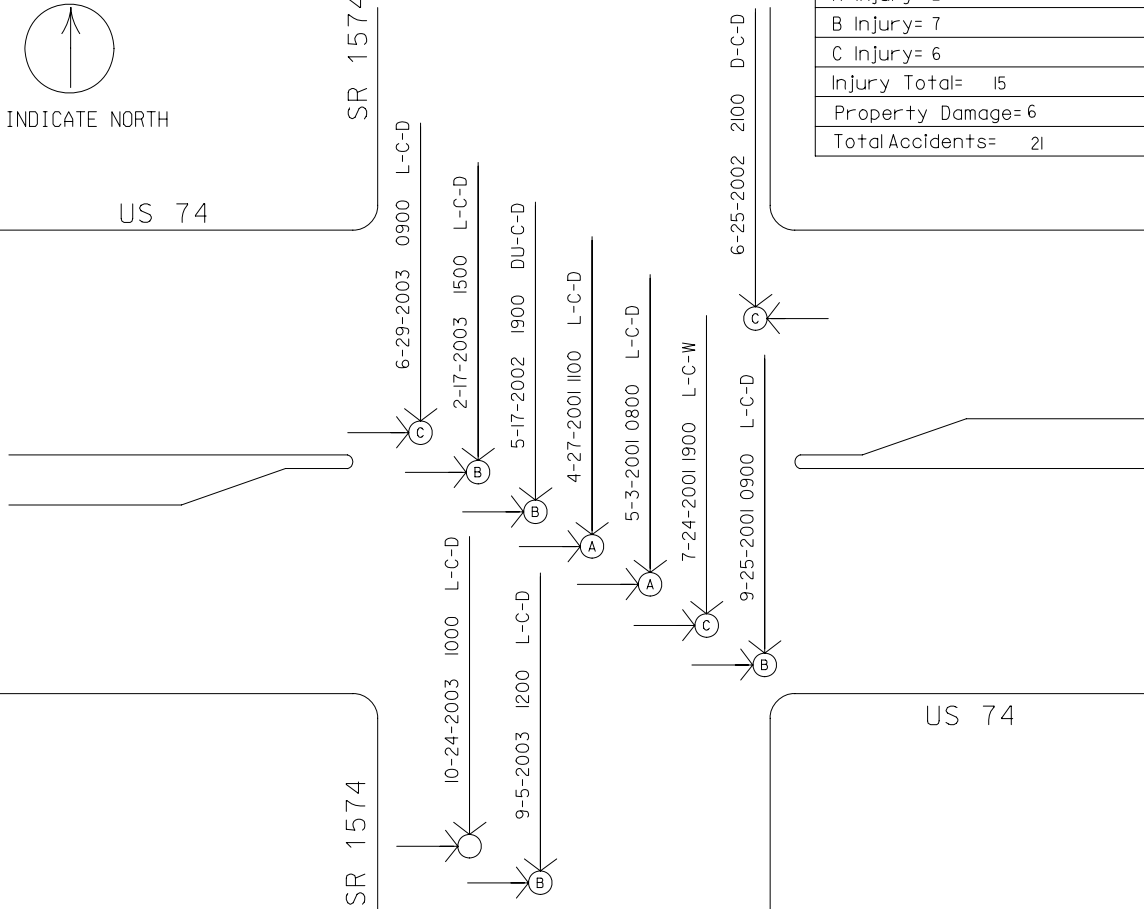 INDICATE NORTH
SR 1574
US 74
B Injury= 7
C Injury= 6
Injury Total= 15
Property Damage= 6
Total Accidents= 21
6-29-2003 0900 L-C-D
C
2-17-2003 1500 L-C-D
B
5-17-2002 1900 DU-C-D
B
4-27-2001 1100 L-C-D
A
5-3-2001 0800 L-C-D
A
7-24-2001 1900 L-C-W
C
6-25-2002 2100 D-C-D
C
9-25-2001 0900 L-C-D
B
10-24-2003 1000 L-C-D
9-5-2003 1200 L-C-D
B
US 74
SR 1574